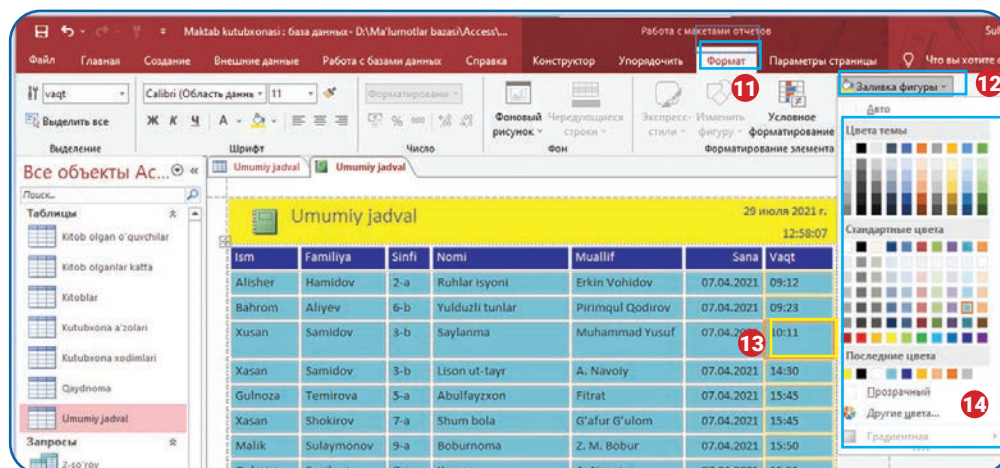 Maktab kutubxonasi : база данных- D:\Ma'lumotlar bazasi\Access\...
Работа с макетами отчетов
Файл Главная Создание Внешние данные Работа с базами данных Справка Конструктор Упорядочить Формат Параметры страницы Что вы хотите
11
12
vaqt
Calibri (Область даннь 11
Форматировани
Выделить все
Ж К Ч А
% 000
Фоновый рисунок
Чередующиеся строки
Экспресс-стили
Изменить фигуру
Условное форматирование
Заливка фигуры
Выделение Шрифт Число Фон Форматирование элемента
Авто
Цвета темы
Стандартные цвета
Последние цвета
Прозрачный
Другие цвета...
14
Градиентная
Все объекты Ac...
Поиск...
Таблицы
Kitob olgan o'quvchilar
Kitob olganlar katta
Kitoblar
Kutubxona a'zolari
Kutubxona xodimlari
Qaydnoma
Umumiy jadval
Запросы
2-so'rov
Umumiy jadval Umumiy jadval
Umumiy jadval
29 июля 2021 г.
12:58:07
Ism Familiya Sinfi Nomi Muallif Sana Vaqt
Alisher Hamidov 2-a Ruhlar isyoni Erkin Vohidov 07.04.2021 09:12
Bahrom Aliyev 6-b Yulduzli tunlar Pirimqul Qodirov 07.04.2021 09:23
Xusan Samidov 3-b Saylanma Muhammad Yusuf 07.04.2021 10:11
13
Xasan Samidov 3-b Lison ut-tayr A. Navoiy 07.04.2021 14:30
Gulnoza Temirova 5-a Abulfayzxon Fitrat 07.04.2021 15:45
Xasan Shokirov 7-a Shum bola G'afur G'ulom 07.04.2021 15:45
Malik Sulaymonov 9-a Boburnoma Z. M. Bobur 07.04.2021 15:50